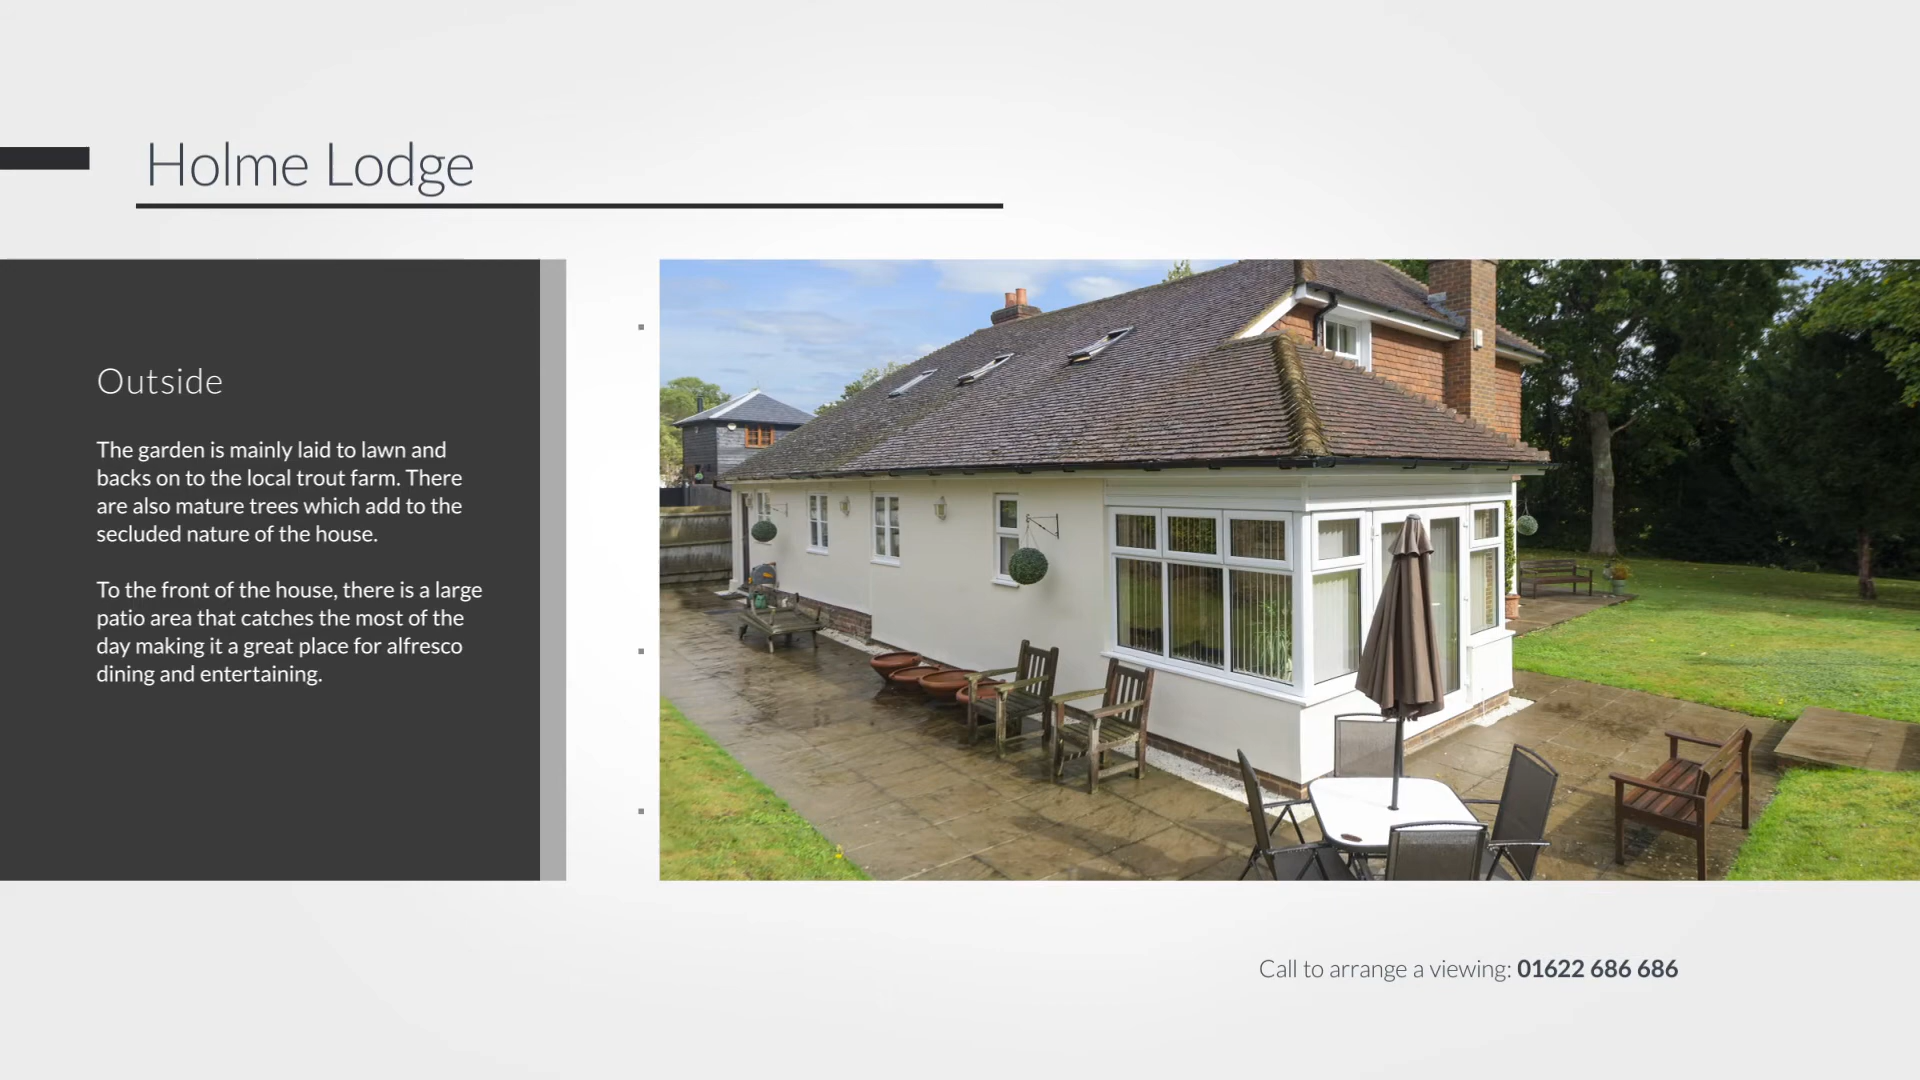 Holme Lodge
Outside
The garden is mainly laid to lawn and
backs on to the local trout farm. There
are also mature trees which add to the
secluded nature of the house.
To the front of the house, there is a large
patio area that catches the most of the
day making it a great place for alfresco
dining and entertaining.
Call to arrange a viewing: 01622 686 686